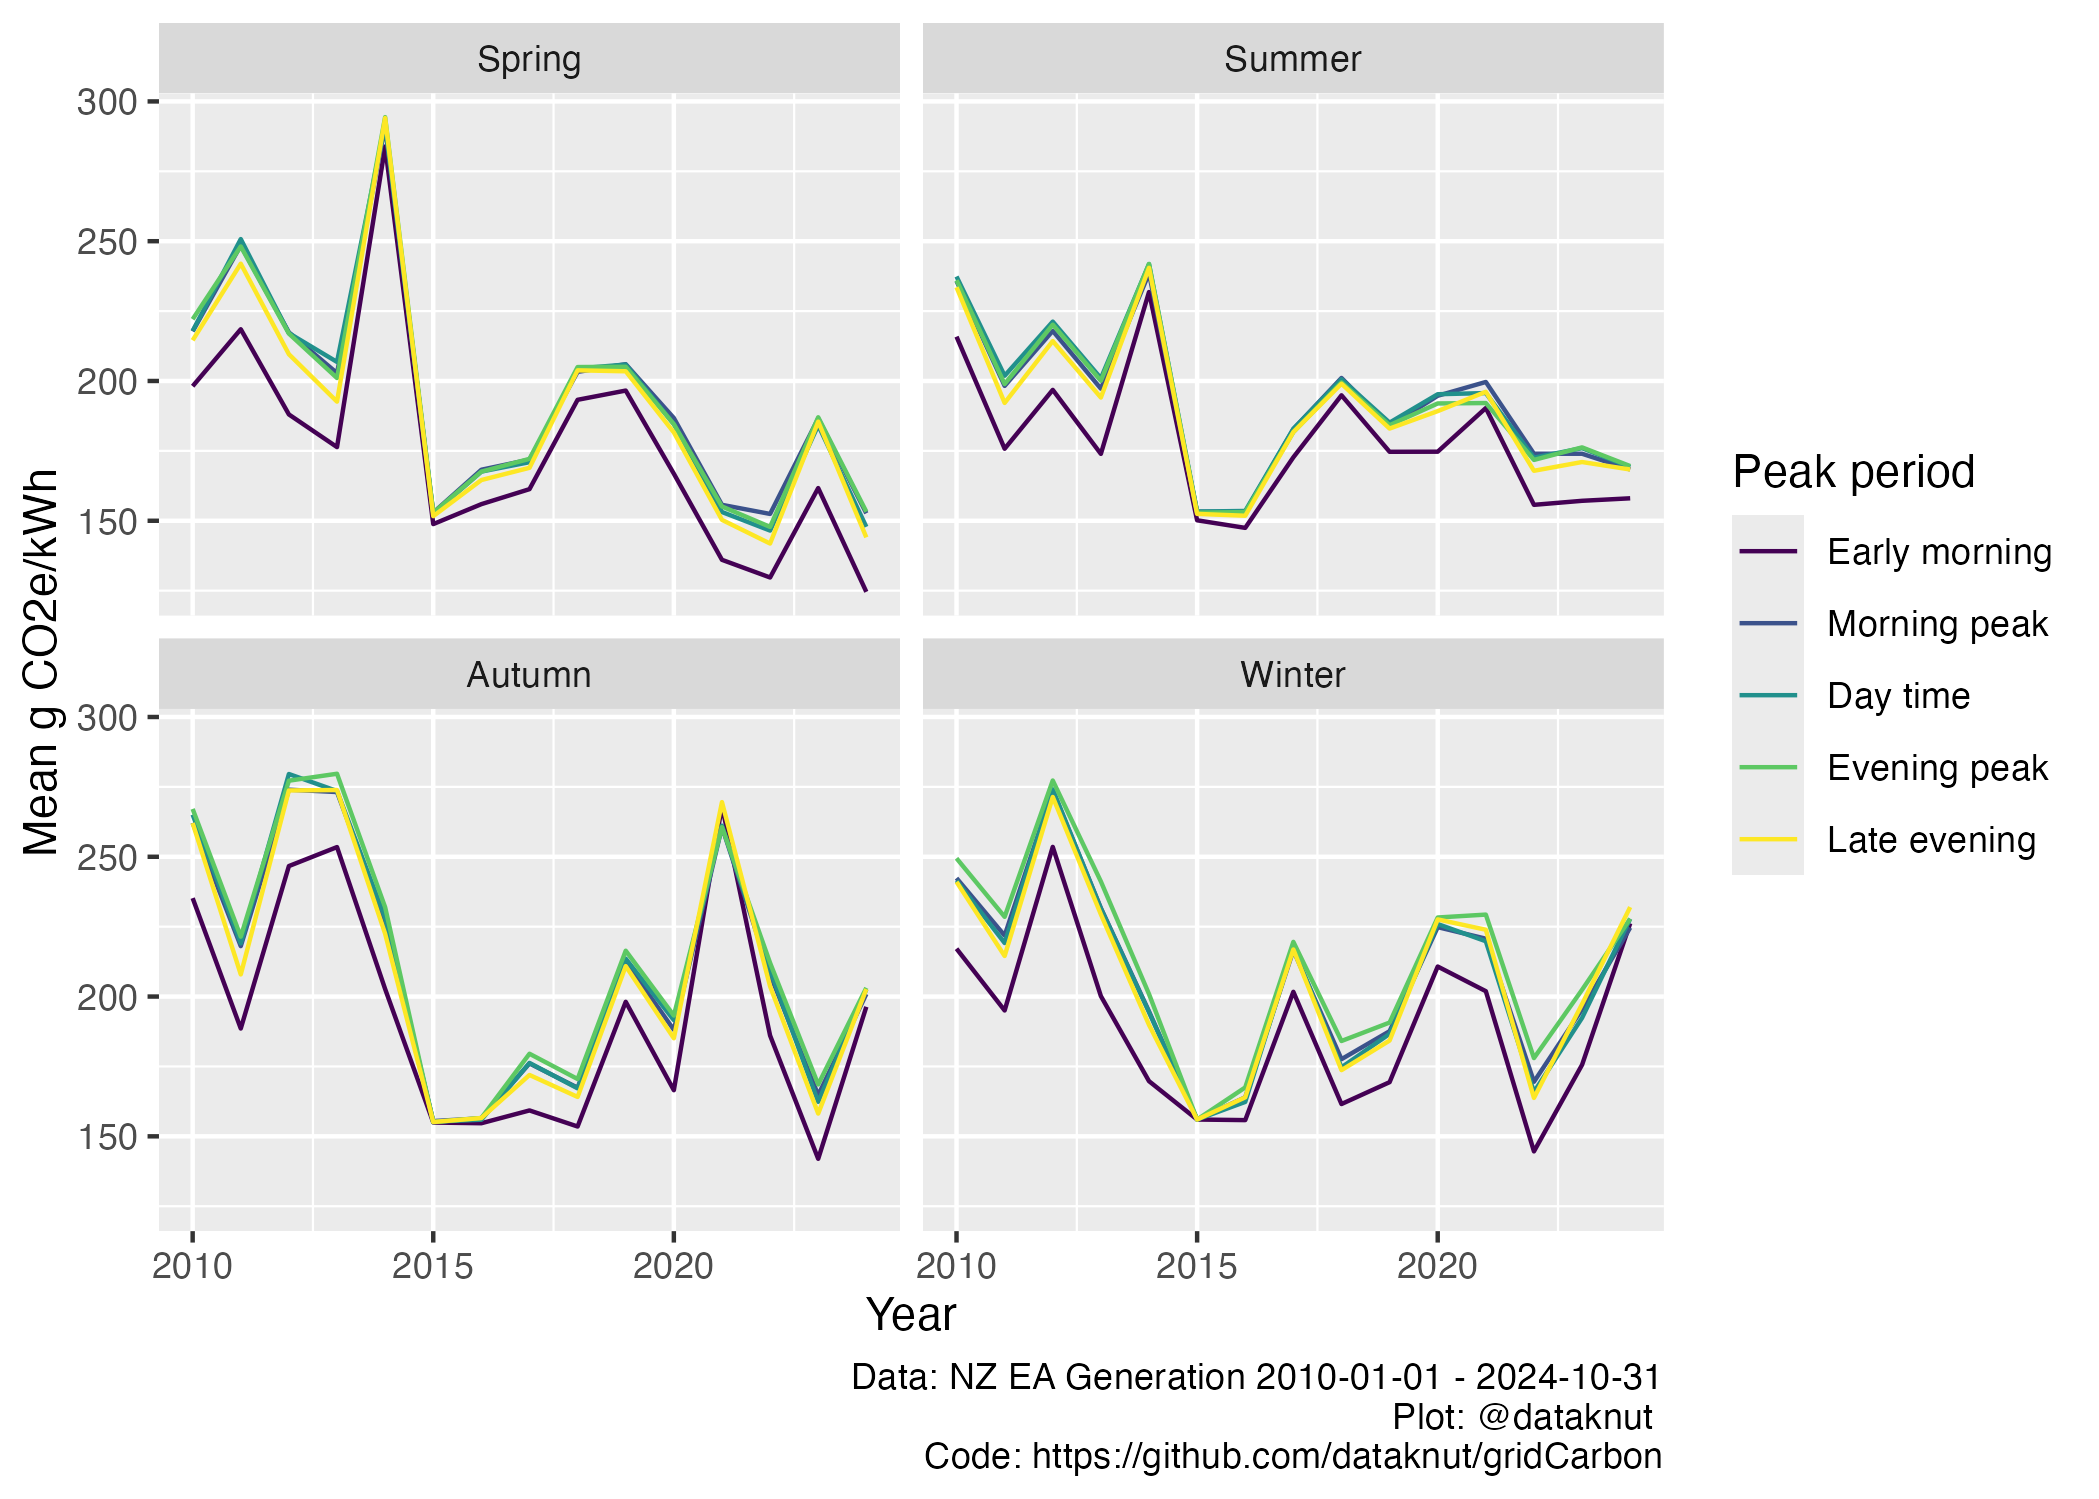 Spring
Summer
300
250
200
150
Autumn
Winter
300
250
200
150
2010
2015
2020
2010
2015
2020
Mean g CO2e/kWh
Year
Peak period
Early morning
Morning peak
Day time
Evening peak
Late evening
Data: NZ EA Generation 2010-01-01 - 2024-10-31
Plot: @dataknut
Code: https://github.com/dataknut/gridCarbon